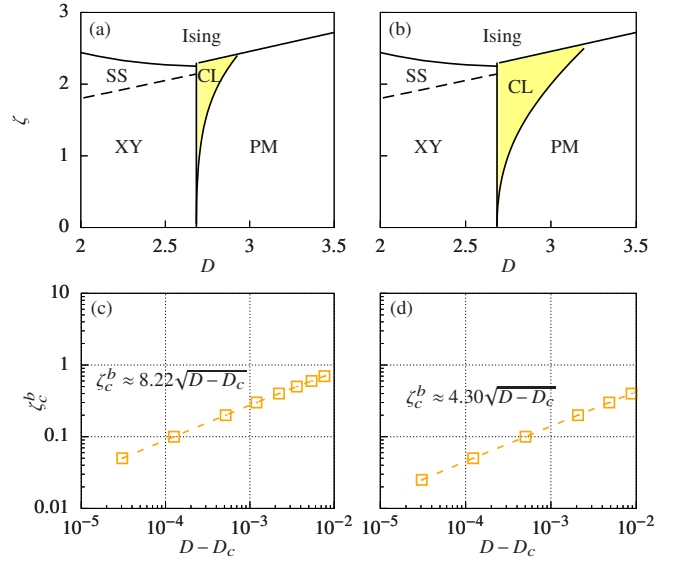 (a)
Ising
SS
CL
XY
PM
ζ
3
2
1
0
2
2.5
3
3.5
D
(b)
Ising
SS
CL
XY
PM
2
2.5
3
3.5
D
(c)
ζ_c^b ≈ 8.22√(D − D_c)
ζ_c^b
10
1
0.1
0.01
10^−5
10^−4
10^−3
10^−2
D − D_c
(d)
ζ_c^b ≈ 4.30√(D − D_c)
10^−5
10^−4
10^−3
10^−2
D − D_c